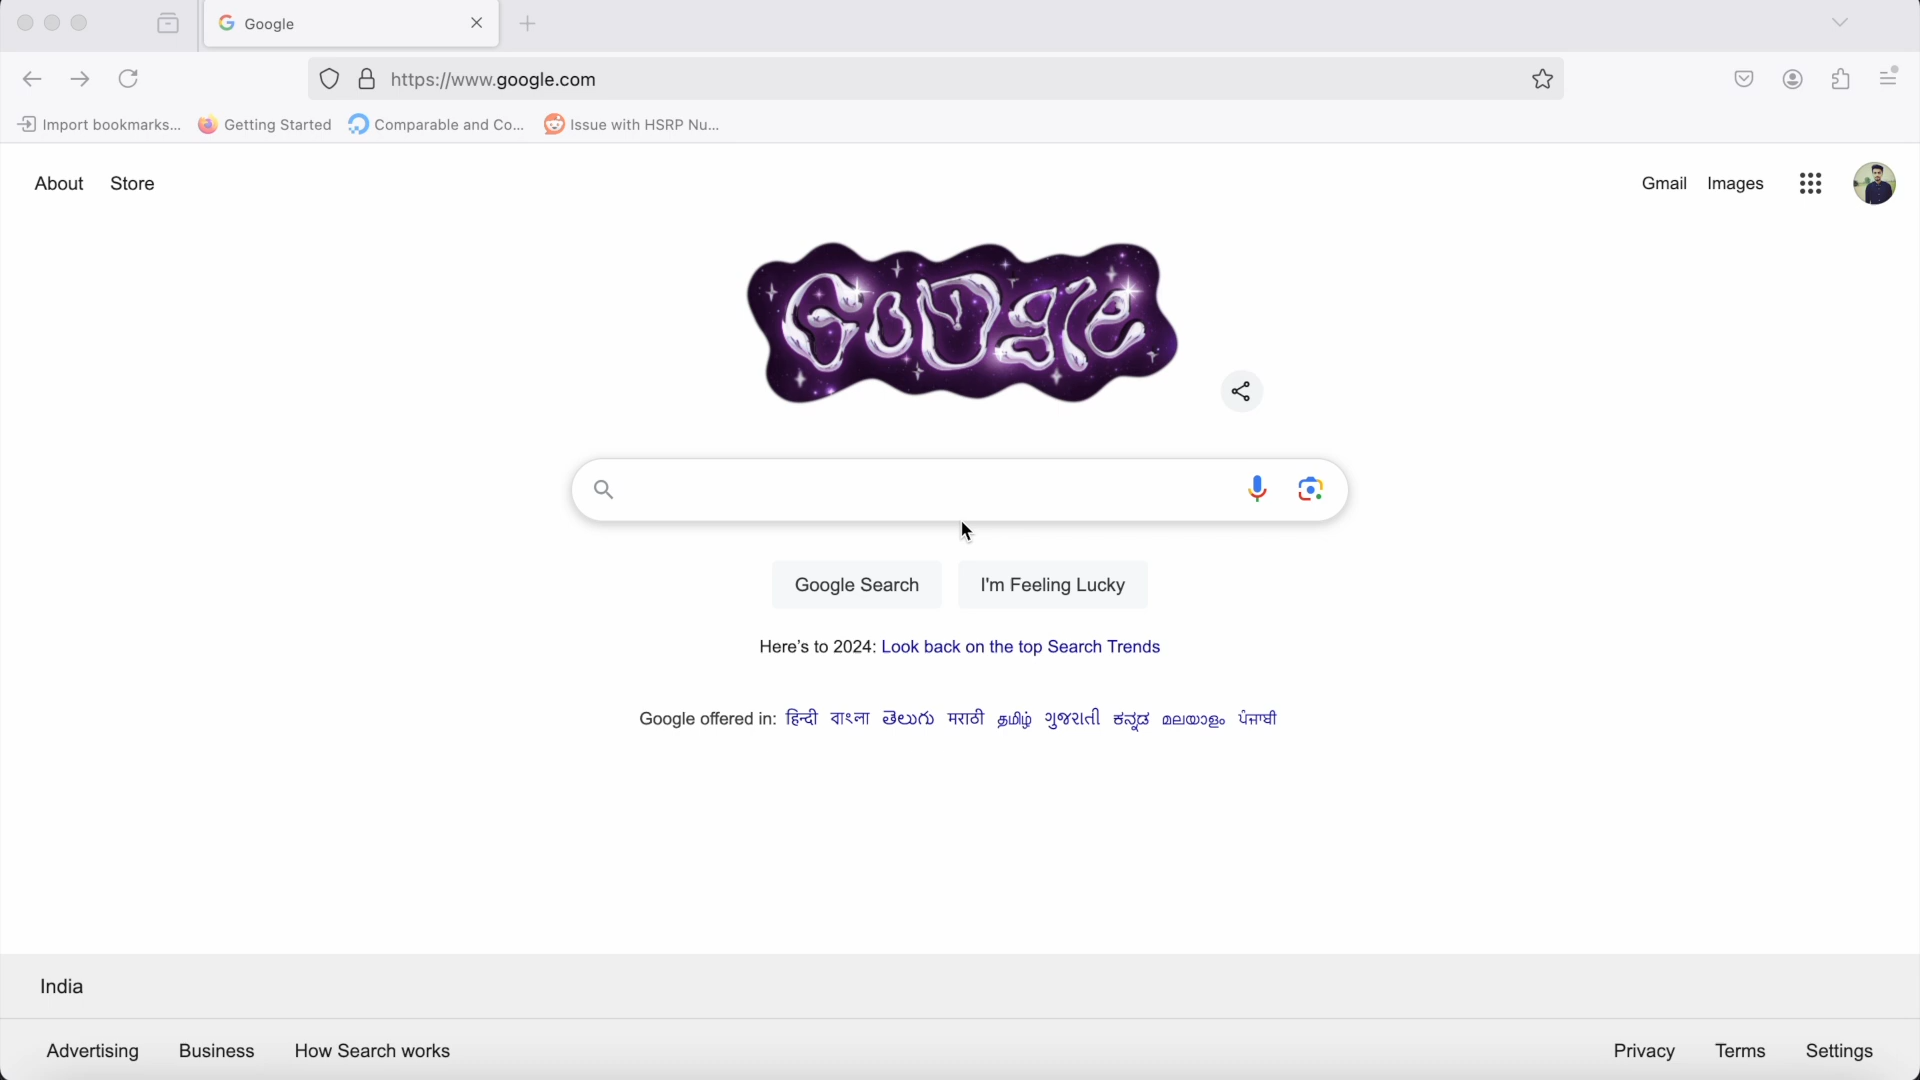 Google
https://www.google.com
Import bookmarks... Getting Started Comparable and Co... Issue with HSRP Nu...
About Store Gmail Images
Google
Google Search I'm Feeling Lucky
Here's to 2024: Look back on the top Search Trends
Google offered in: हिन्दी বাংলা తెలుగు मराठी தமிழ் ગુજરાતી ಕನ್ನಡ മലയാളം ਪੰਜਾਬੀ
India
Advertising Business How Search works Privacy Terms Settings